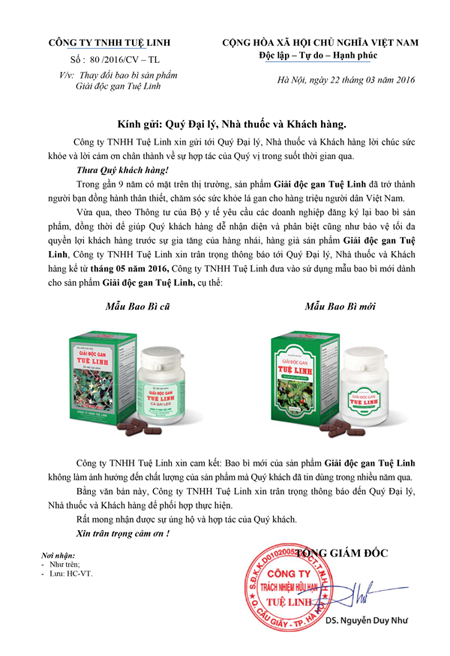 CÔNG TY TNHH TUỆ LINH
CỘNG HÒA XÃ HỘI CHỦ NGHĨA VIỆT NAM
Số : 80 /2016/CV – TL
Độc lập – Tự do – Hạnh phúc
V/v: Thay đổi bao bì sản phẩm
Giải độc gan Tuệ Linh
Hà Nội, ngày 22 tháng 03 năm 2016
Kính gửi: Quý Đại lý, Nhà thuốc và Khách hàng.
Công ty TNHH Tuệ Linh xin gửi tới Quý Đại lý, Nhà thuốc và Khách hàng lời chúc sức
khỏe và lời cám ơn chân thành về sự hợp tác của Quý vị trong suốt thời gian qua.
Thưa Quý khách hàng!
Trong gần 9 năm có mặt trên thị trường, sản phẩm Giải độc gan Tuệ Linh đã trở thành
người bạn đồng hành thân thiết, chăm sóc sức khỏe lá gan cho hàng triệu người dân Việt Nam.
Vừa qua, theo Thông tư của Bộ y tế yêu cầu các doanh nghiệp đăng ký lại bao bì sản
phẩm, đồng thời để giúp Quý khách hàng dễ nhận diện và phân biệt cũng như bảo vệ tối đa
quyền lợi khách hàng trước sự gia tăng của hàng nhái, hàng giả sản phẩm Giải độc gan Tuệ
Linh, Công ty TNHH Tuệ Linh xin trân trọng thông báo tới Quý Đại lý, Nhà thuốc và Khách
hàng kể từ tháng 05 năm 2016, Công ty TNHH Tuệ Linh đưa vào sử dụng mẫu bao bì mới dành
cho sản phẩm Giải độc gan Tuệ Linh, cụ thể:
Mẫu Bao Bì cũ
Mẫu Bao Bì mới
GIẢI ĐỘC GAN
TUỆ LINH
GIẢI ĐỘC GAN
TUỆ LINH
CÀ GAI LEO
GIẢI ĐỘC GAN
TUỆ LINH
GIẢI ĐỘC GAN
TUỆ LINH
Công ty TNHH Tuệ Linh xin cam kết: Bao bì mới của sản phẩm Giải độc gan Tuệ Linh
không làm ảnh hưởng đến chất lượng của sản phẩm mà Quý khách đã tin dùng trong nhiều năm qua.
Bằng văn bản này, Công ty TNHH Tuệ Linh xin trân trọng thông báo đến Quý Đại lý,
Nhà thuốc và Khách hàng để phối hợp thực hiện.
Rất mong nhận được sự ủng hộ và hợp tác của Quý khách.
Xin trân trọng cám ơn !
Nơi nhận:
- Như trên;
- Lưu: HC-VT.
TỔNG GIÁM ĐỐC
CÔNG TY
TRÁCH NHIỆM HỮU HẠN
TUỆ LINH
Q. CẦU GIẤY - TP. HÀ NỘI
DS. Nguyễn Duy Như